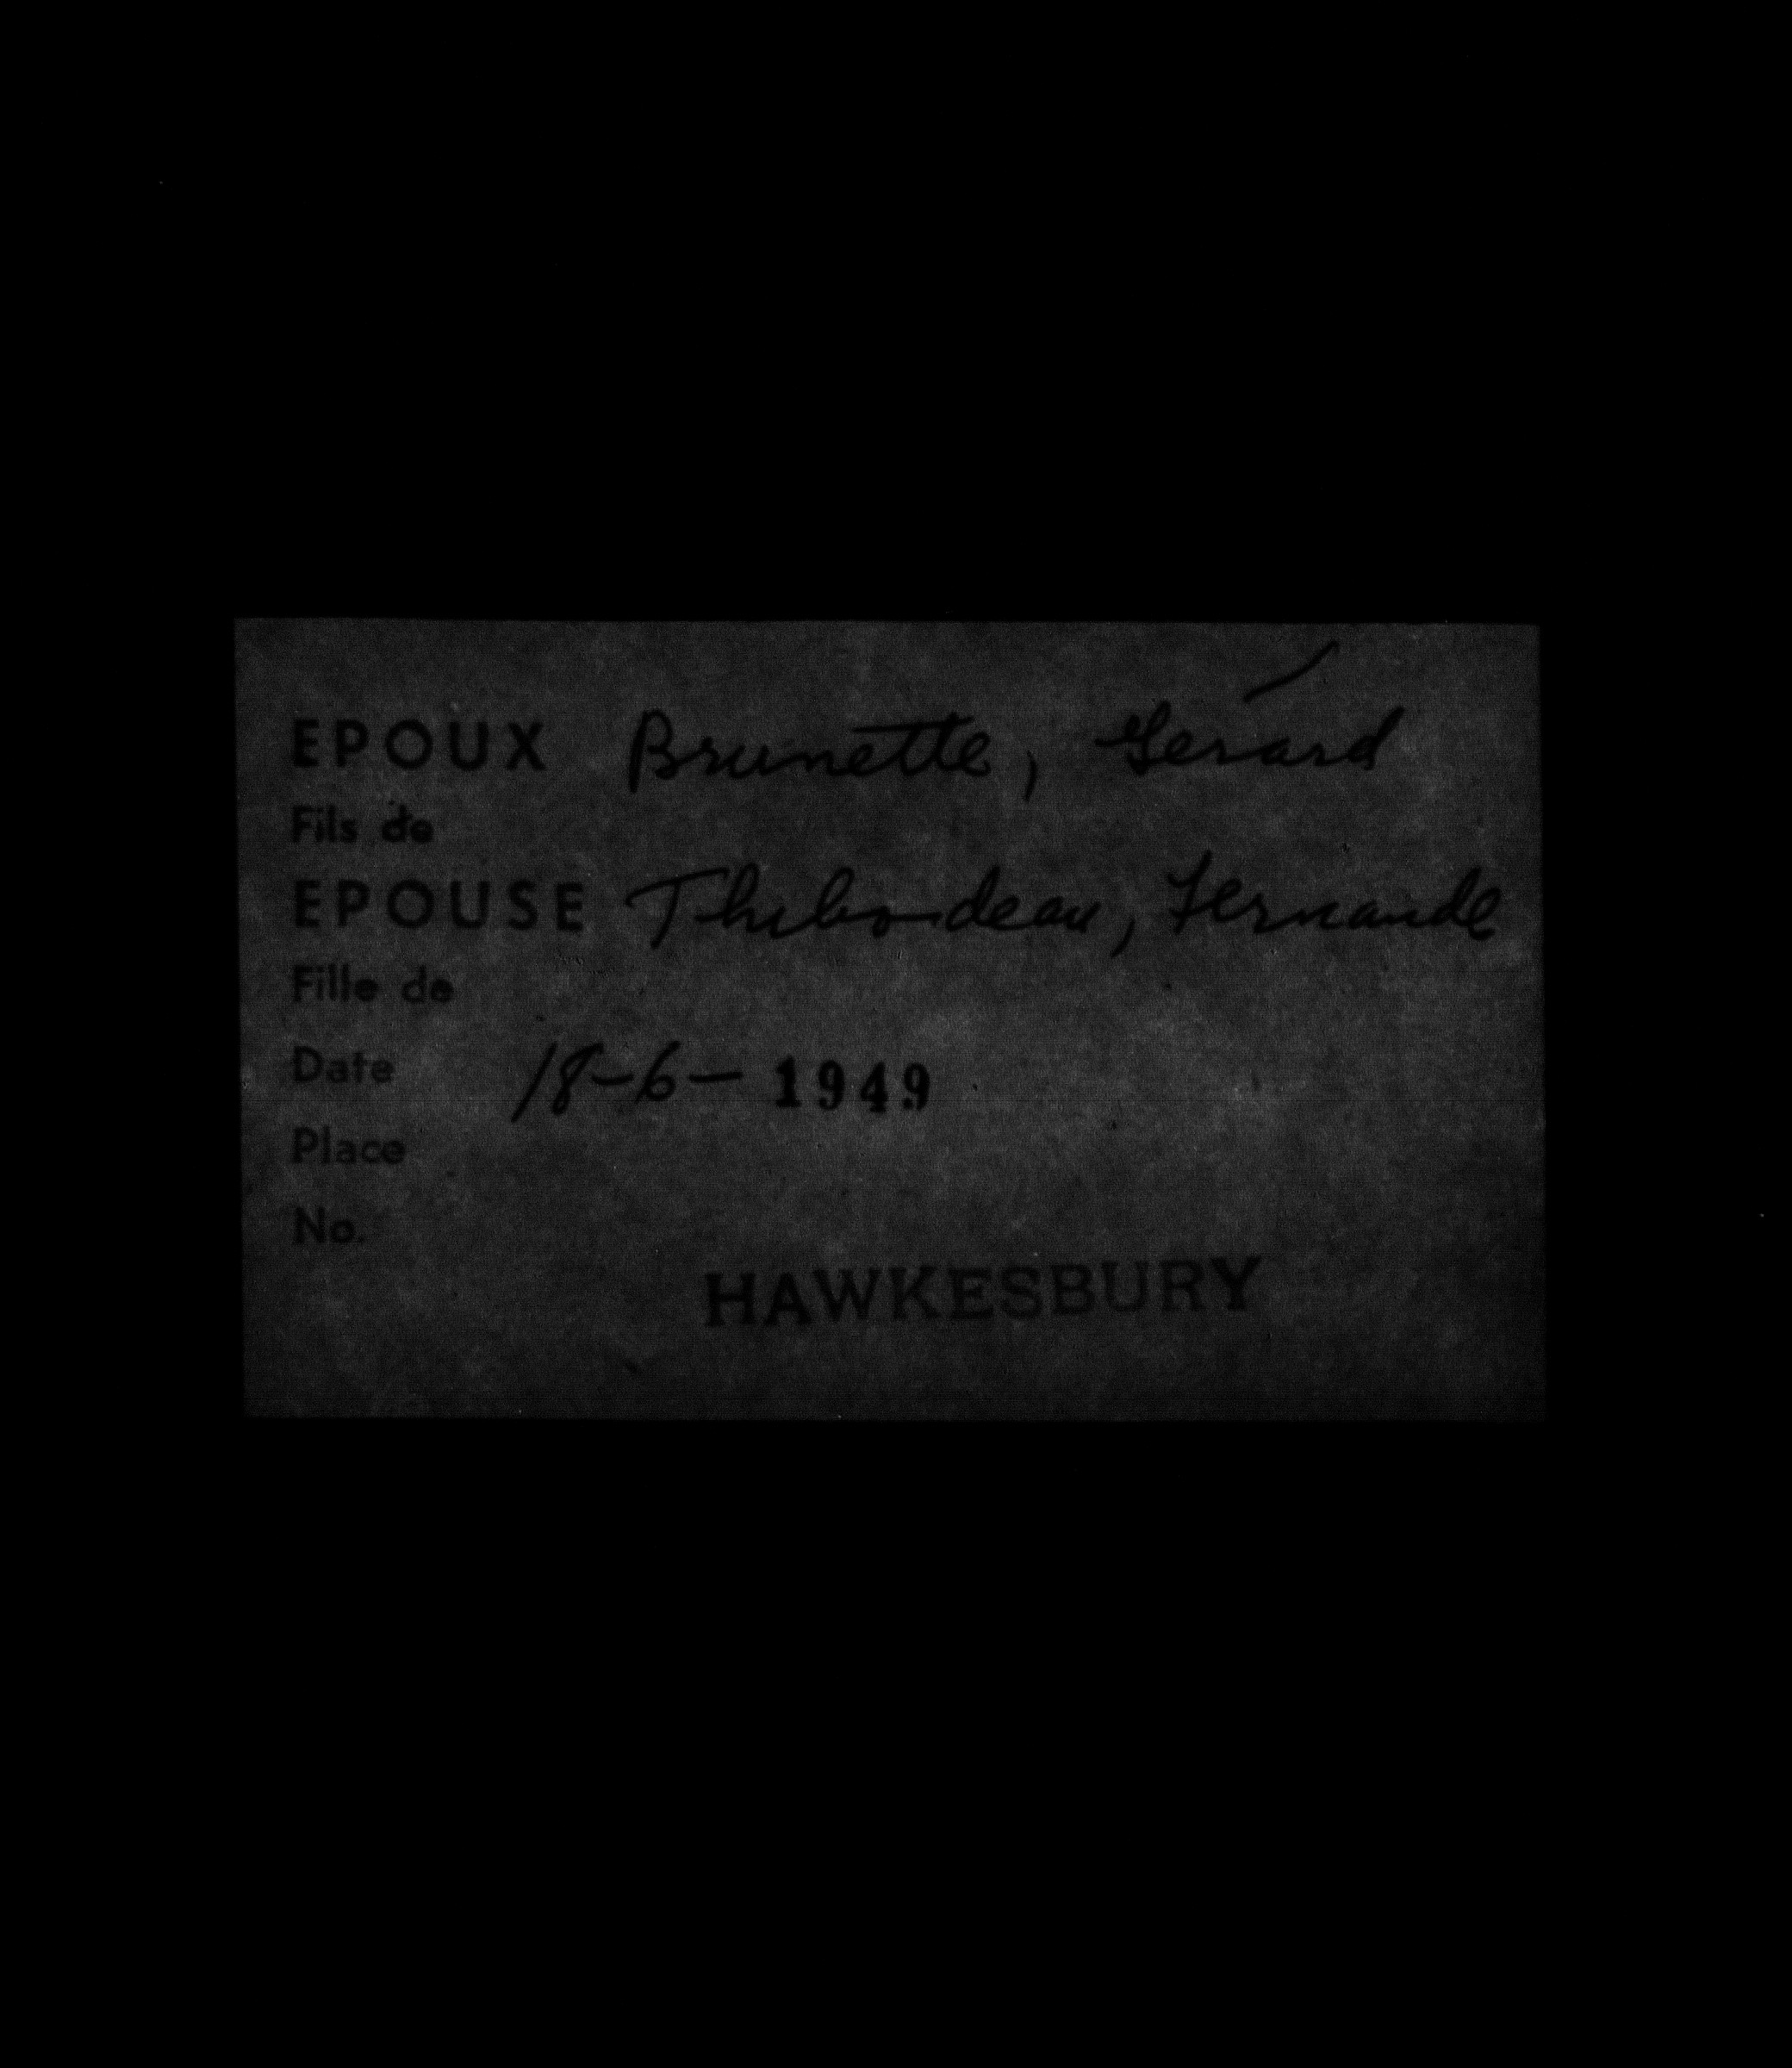 EPOUX Brunette, Gérard
Fils de
EPOUSE Thibodeau, Fernande
Fille de
Date 18-6-1949
Place
No.
HAWKESBURY